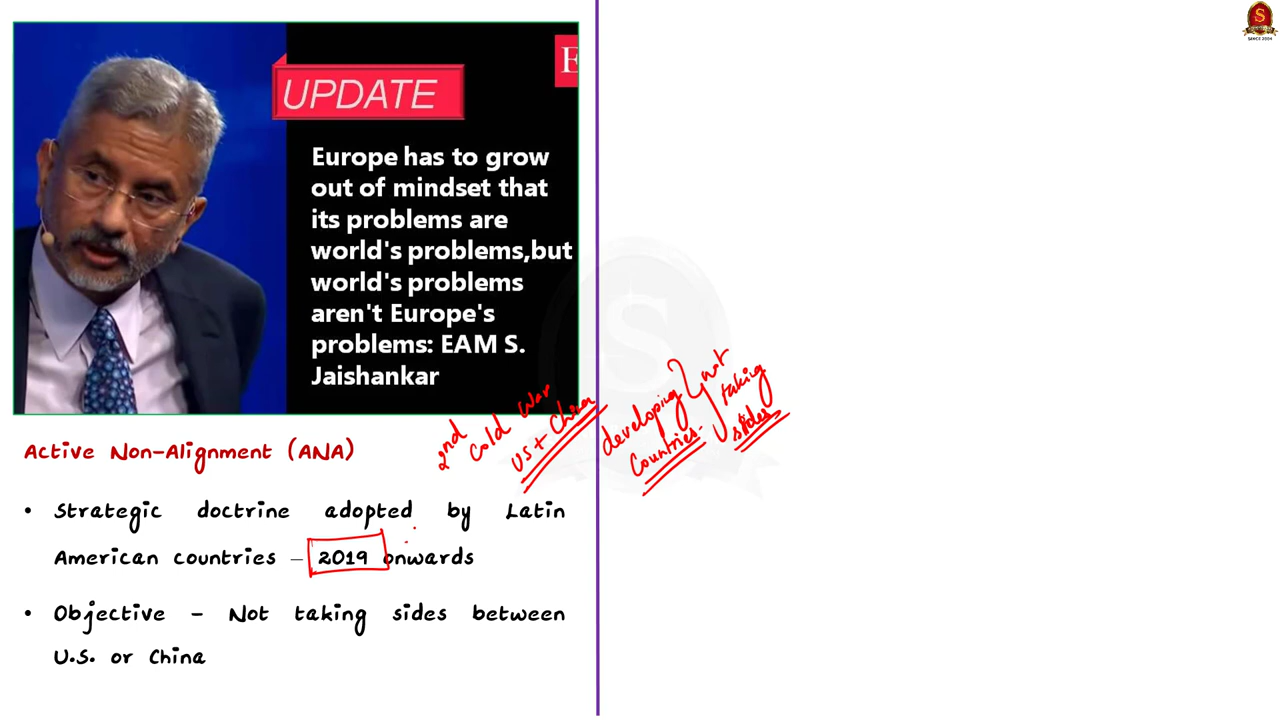 UPDATE
E
Europe has to grow
out of mindset that
its problems are
world's problems,but
world's problems
aren't Europe's
problems: EAM S.
Jaishankar
S
SINCE 2004
2nd
Cold War
US + China
developing
Countries-
not
taking
sides
Active Non-Alignment (ANA)
• Strategic doctrine adopted by Latin
American countries – 2019 onwards
• Objective - Not taking sides between
U.S. or China